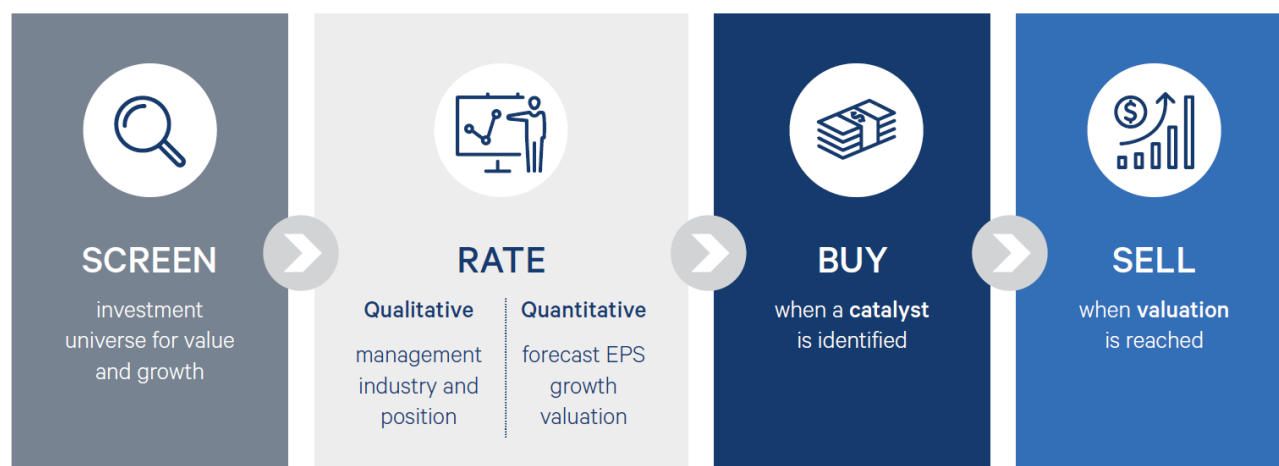 SCREEN
investment
universe for value
and growth
RATE
Qualitative
management
industry and
position
Quantitative
forecast EPS
growth
valuation
BUY
when a catalyst
is identified
$
SELL
when valuation
is reached
$